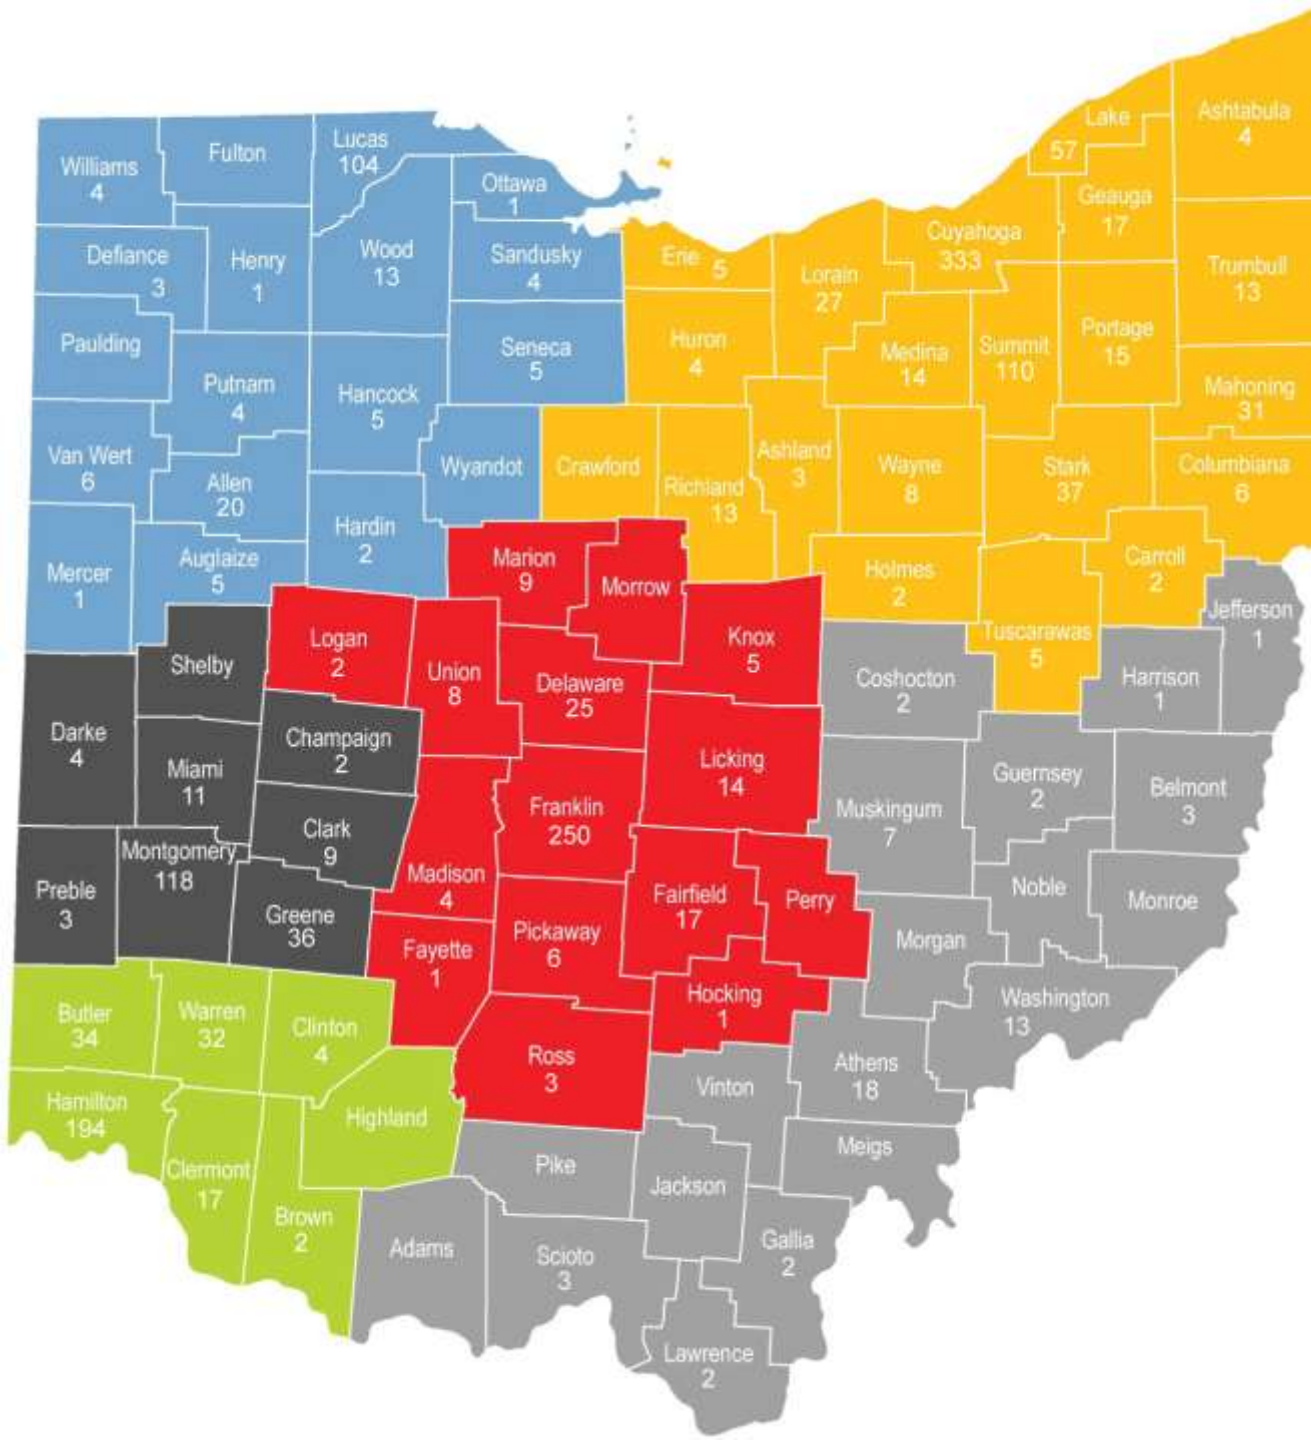 Williams
4
Fulton
Lucas
104
Ottawa
1
Lake
57
Ashtabula
4
Geauga
17
Defiance
3
Henry
1
Wood
13
Sandusky
4
Erie 5
Lorain
27
Cuyahoga
333
Trumbull
13
Paulding
Putnam
4
Hancock
5
Seneca
5
Huron
4
Medina
14
Summit
110
Portage
15
Mahoning
31
Van Wert
6
Allen
20
Wyandot
Crawford
Richland
13
Ashland
3
Wayne
8
Stark
37
Columbiana
6
Mercer
1
Auglaize
5
Hardin
2
Marion
9
Morrow
Holmes
2
Tuscarawas
5
Carroll
2
Jefferson
1
Shelby
Logan
2
Union
8
Delaware
25
Knox
5
Coshocton
2
Harrison
1
Darke
4
Miami
11
Champaign
2
Franklin
250
Licking
14
Muskingum
7
Guernsey
2
Belmont
3
Preble
3
Montgomery
118
Clark
9
Greene
36
Madison
4
Fayette
1
Pickaway
6
Fairfield
17
Perry
Morgan
Noble
Monroe
Butler
34
Warren
32
Clinton
4
Ross
3
Hocking
1
Washington
13
Hamilton
194
Clermont
17
Brown
2
Highland
Vinton
Athens
18
Meigs
Pike
Jackson
Adams
Scioto
3
Gallia
2
Lawrence
2